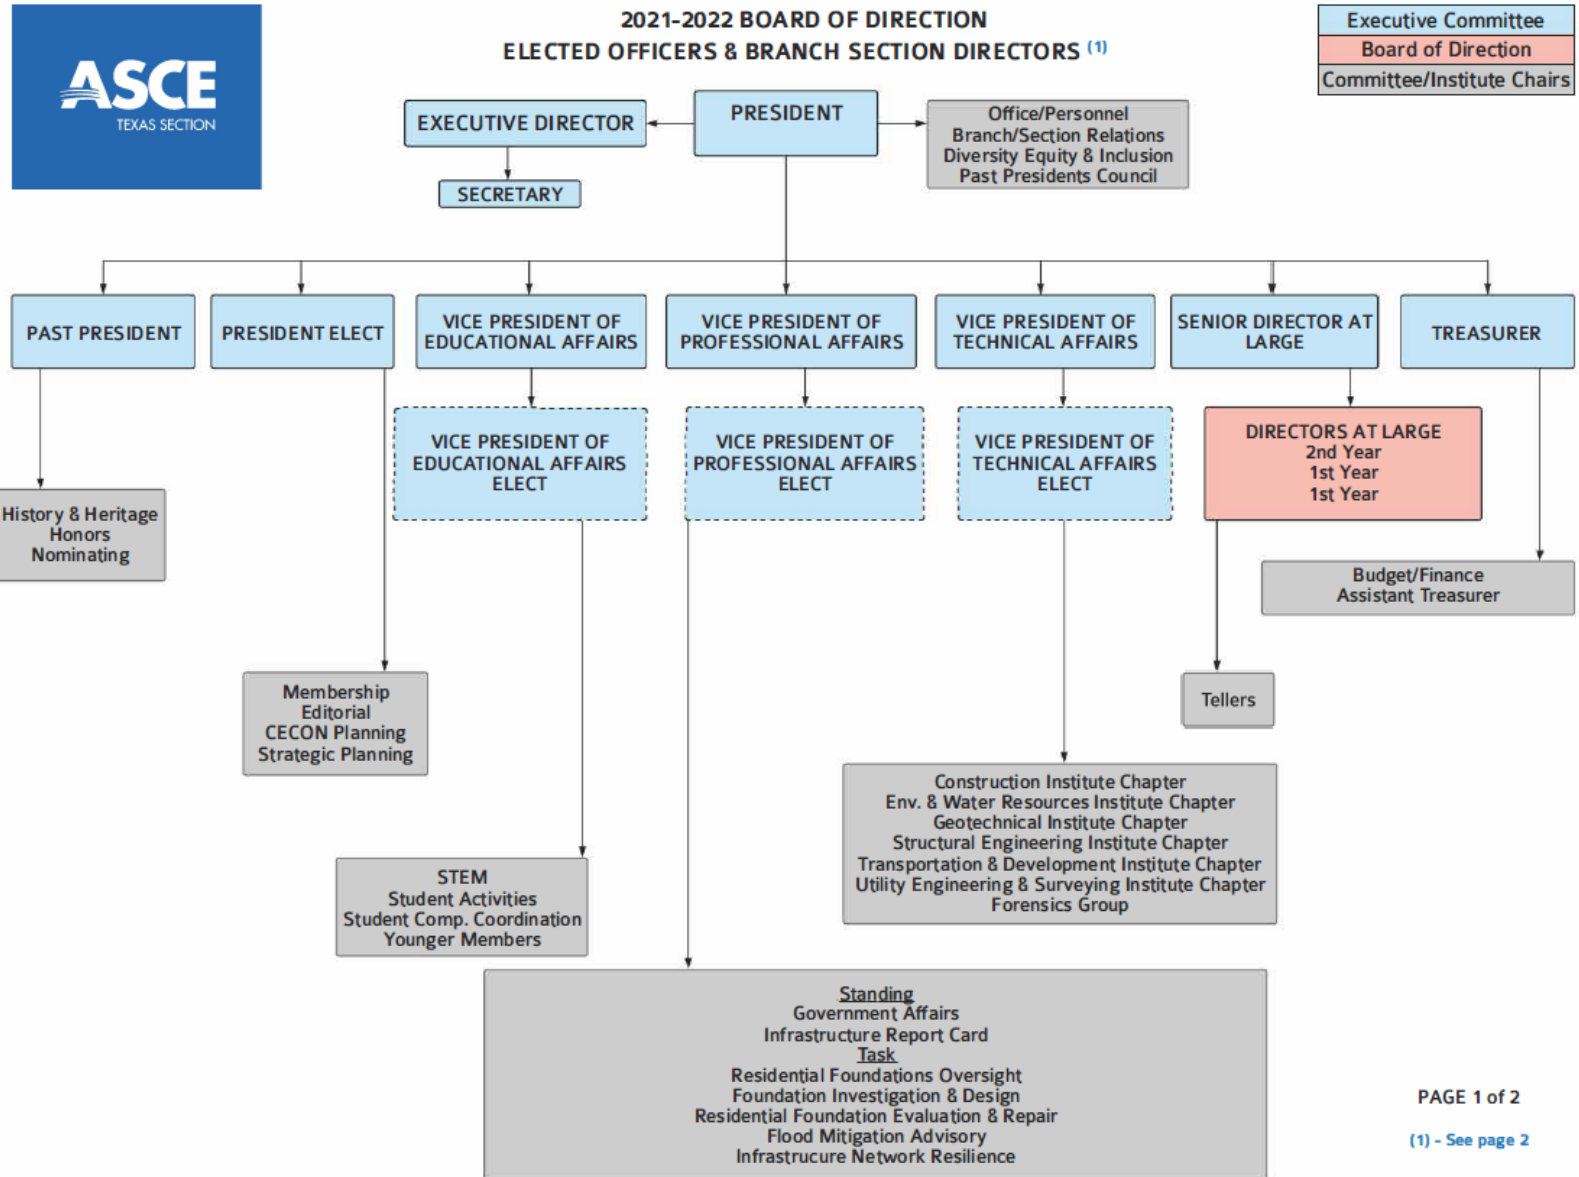 ASCE
TEXAS SECTION
2021-2022 BOARD OF DIRECTION
ELECTED OFFICERS & BRANCH SECTION DIRECTORS (1)
Executive Committee
Board of Direction
Committee/Institute Chairs
EXECUTIVE DIRECTOR
PRESIDENT
Office/Personnel
Branch/Section Relations
Diversity Equity & Inclusion
Past Presidents Council
SECRETARY
PAST PRESIDENT
PRESIDENT ELECT
VICE PRESIDENT OF
EDUCATIONAL AFFAIRS
VICE PRESIDENT OF
PROFESSIONAL AFFAIRS
VICE PRESIDENT OF
TECHNICAL AFFAIRS
SENIOR DIRECTOR AT
LARGE
TREASURER
VICE PRESIDENT OF
EDUCATIONAL AFFAIRS
ELECT
VICE PRESIDENT OF
PROFESSIONAL AFFAIRS
ELECT
VICE PRESIDENT OF
TECHNICAL AFFAIRS
ELECT
DIRECTORS AT LARGE
2nd Year
1st Year
1st Year
History & Heritage
Honors
Nominating
Budget/Finance
Assistant Treasurer
Membership
Editorial
CECON Planning
Strategic Planning
Tellers
Construction Institute Chapter
Env. & Water Resources Institute Chapter
Geotechnical Institute Chapter
Structural Engineering Institute Chapter
Transportation & Development Institute Chapter
Utility Engineering & Surveying Institute Chapter
Forensics Group
STEM
Student Activities
Student Comp. Coordination
Younger Members
Standing
Government Affairs
Infrastructure Report Card
Task
Residential Foundations Oversight
Foundation Investigation & Design
Residential Foundation Evaluation & Repair
Flood Mitigation Advisory
Infrastrucure Network Resilience
PAGE 1 of 2
(1) - See page 2